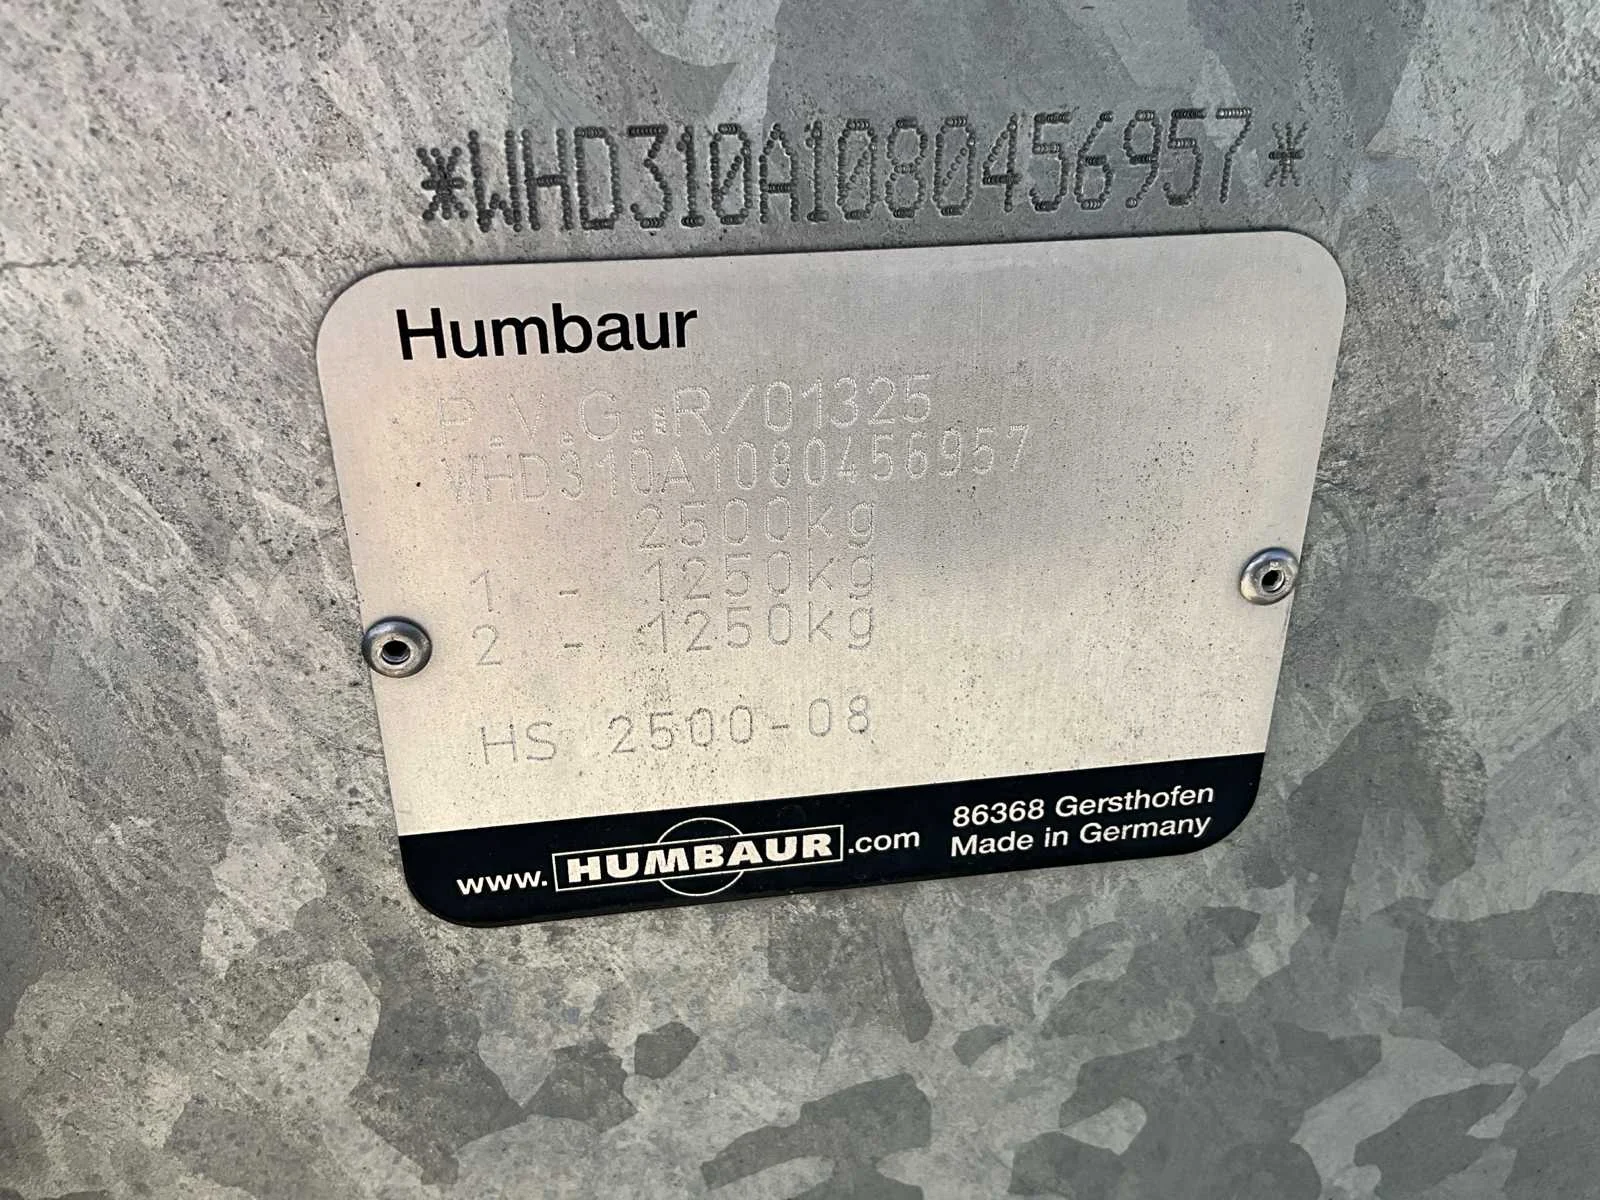 *WHD310A1080456957*
Humbaur
P.V.G.:R/01325
WHD310A1080456957
2500kg
1 - 1250kg
2 - 1250kg
HS 2500-08
www.HUMBAUR.com
86368 Gersthofen
Made in Germany